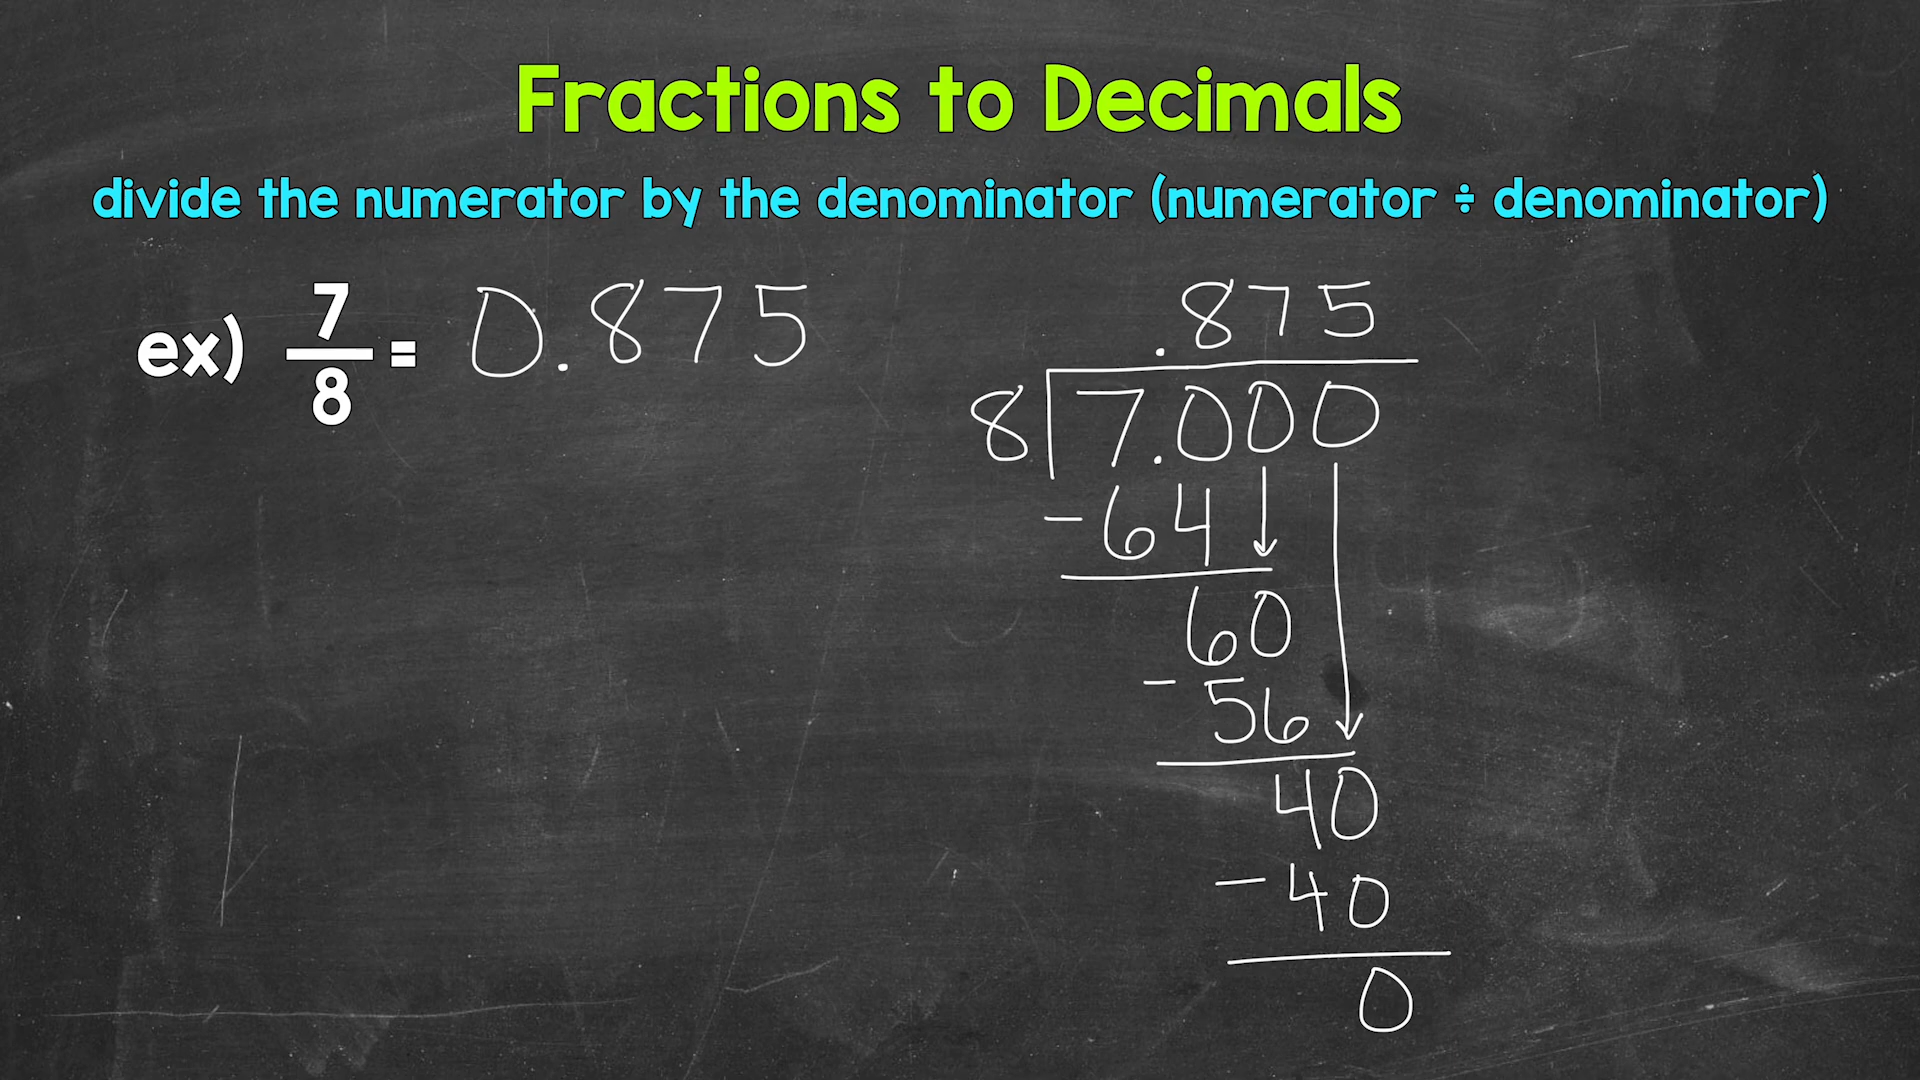 Fractions to Decimals
divide the numerator by the denominator (numerator ÷ denominator)
ex) 7/8 = 0.875
.875
8 7.000
-64
60
-56
40
-40
0